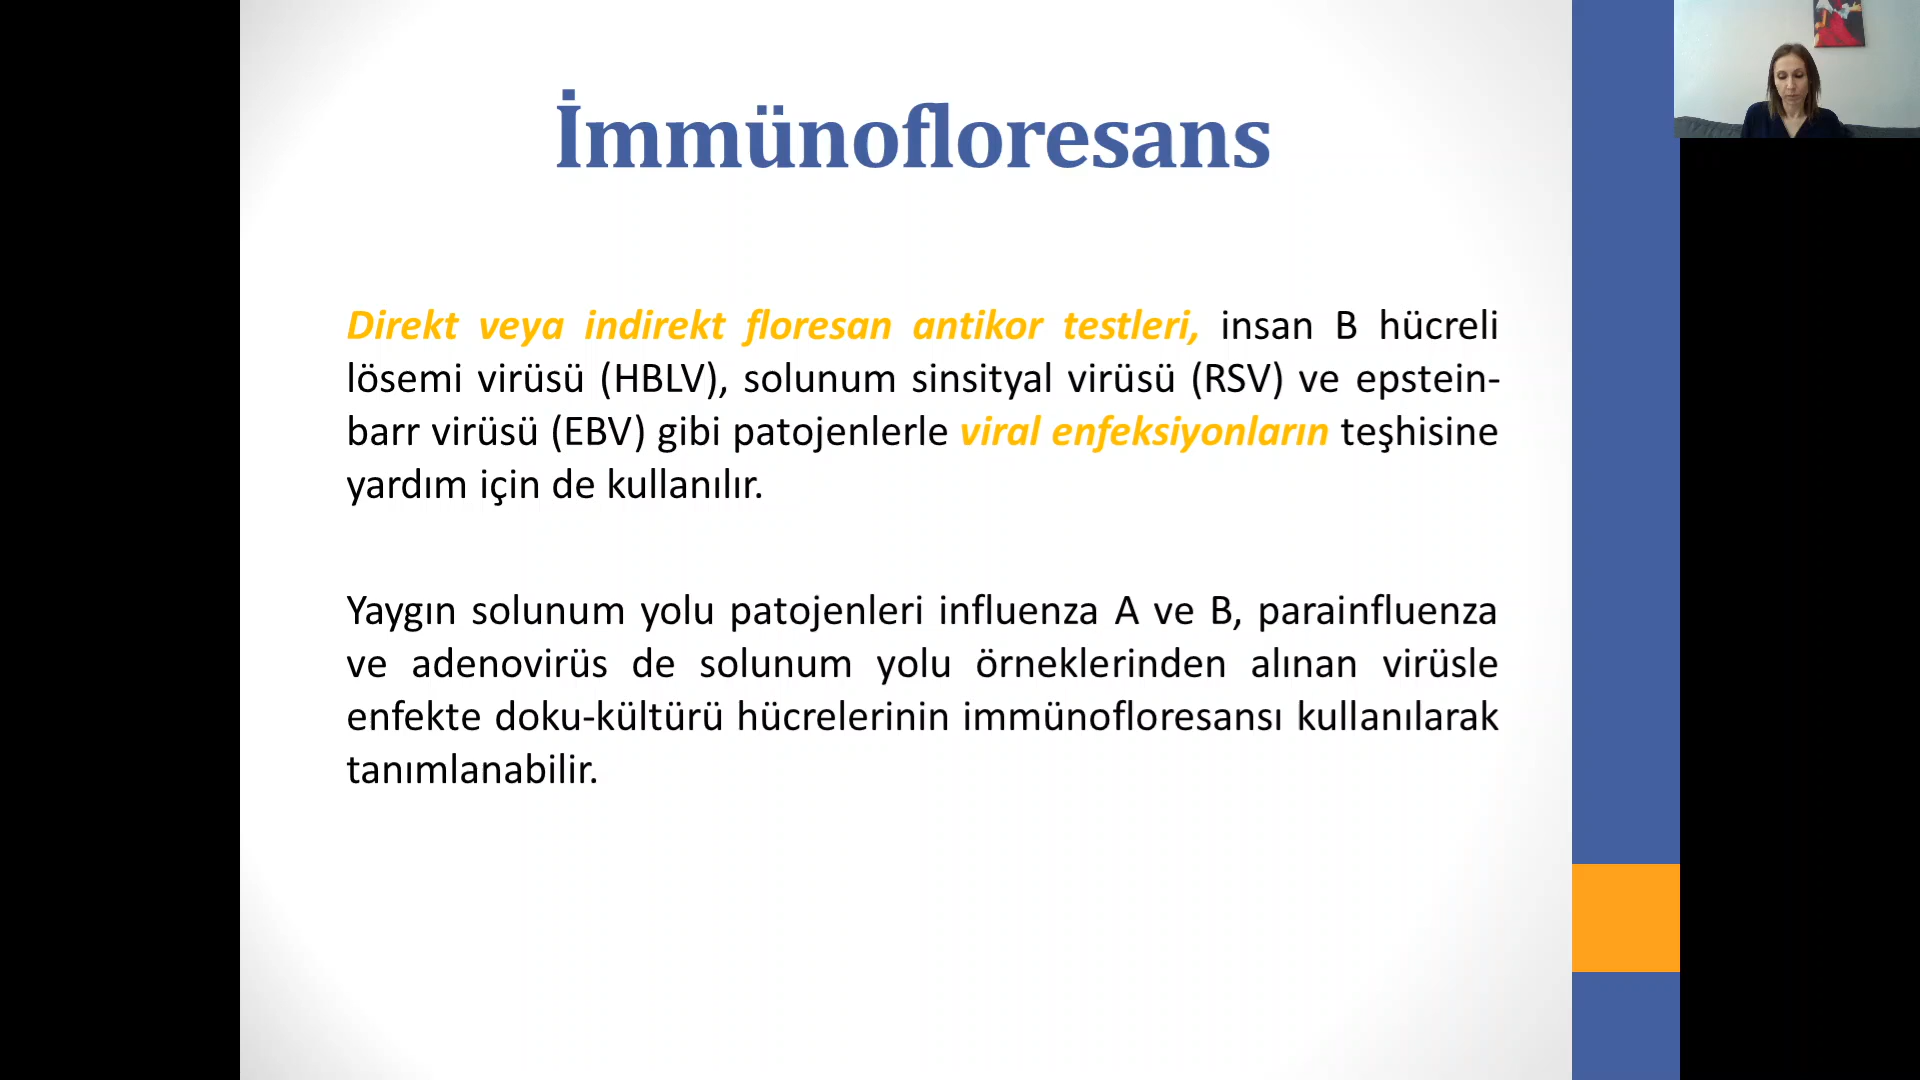 İmmünofloresans
Direkt veya indirekt floresan antikor testleri, insan B hücreli
lösemi virüsü (HBLV), solunum sinsityal virüsü (RSV) ve epstein-
barr virüsü (EBV) gibi patojenlerle viral enfeksiyonların teşhisine
yardım için de kullanılır.
Yaygın solunum yolu patojenleri influenza A ve B, parainfluenza
ve adenovirüs de solunum yolu örneklerinden alınan virüsle
enfekte doku-kültürü hücrelerinin immünofloresansı kullanılarak
tanımlanabilir.